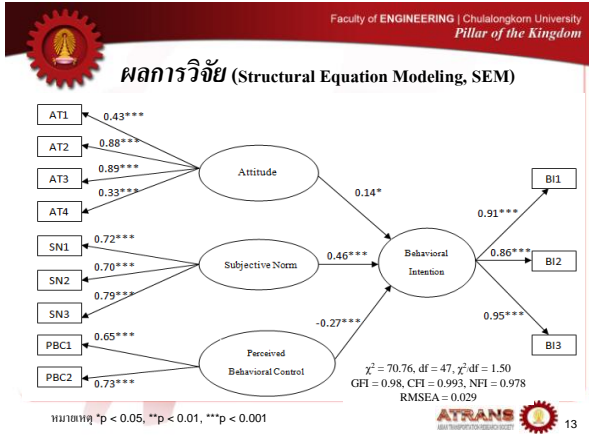 Faculty of ENGINEERING | Chulalongkorn University
Pillar of the Kingdom
ผลการวิจัย (Structural Equation Modeling, SEM)
AT1
0.43***
AT2
0.88***
AT3
0.89***
AT4
0.33***
Attitude
0.14*
SN1
0.72***
SN2
0.70***
SN3
0.79***
Subjective Norm
0.46***
Behavioral
Intention
PBC1
0.65***
PBC2
0.73***
Perceived
Behavioral Control
-0.27***
BI1
0.91***
BI2
0.86***
BI3
0.95***
χ² = 70.76, df = 47, χ²/df = 1.50
GFI = 0.98, CFI = 0.993, NFI = 0.978
RMSEA = 0.029
หมายเหตุ *p < 0.05, **p < 0.01, ***p < 0.001
ATRANS
ASIAN TRANSPORTATION RESEARCH SOCIETY
13